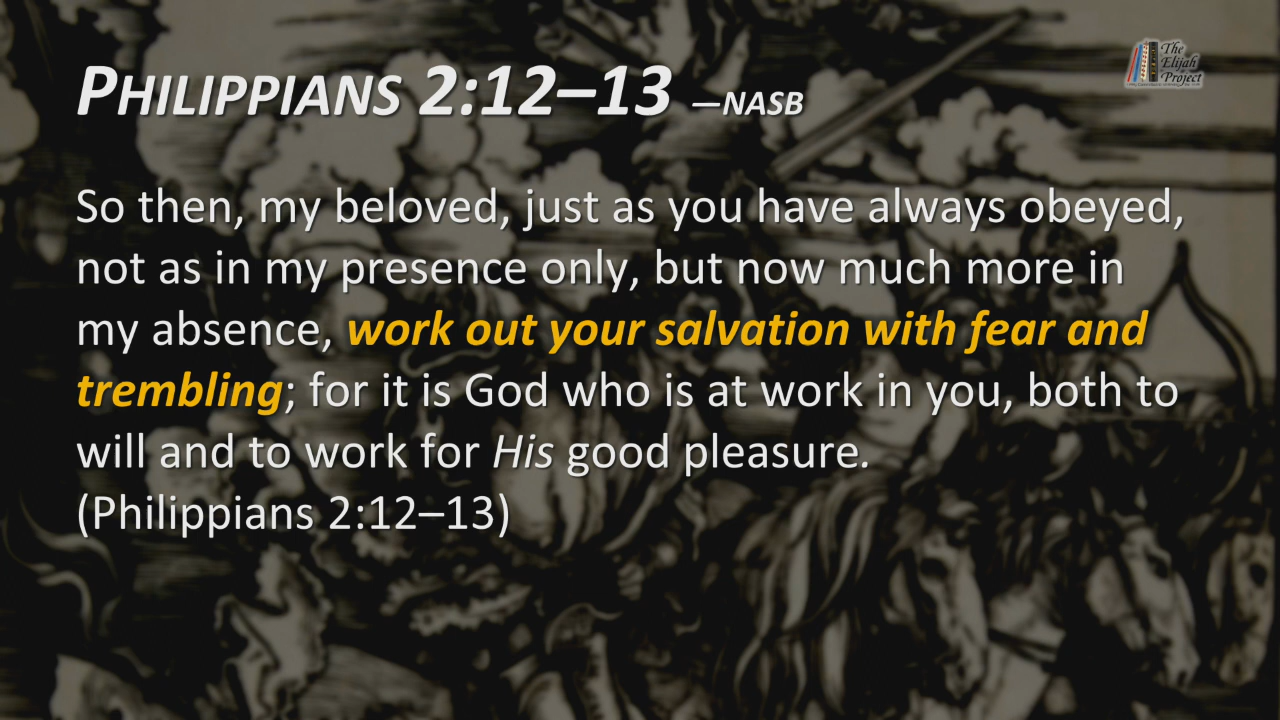 PHILIPPIANS 2:12–13 —NASB
The
Elijah
Project
So then, my beloved, just as you have always obeyed,
not as in my presence only, but now much more in
my absence, work out your salvation with fear and
trembling; for it is God who is at work in you, both to
will and to work for His good pleasure.
(Philippians 2:12–13)